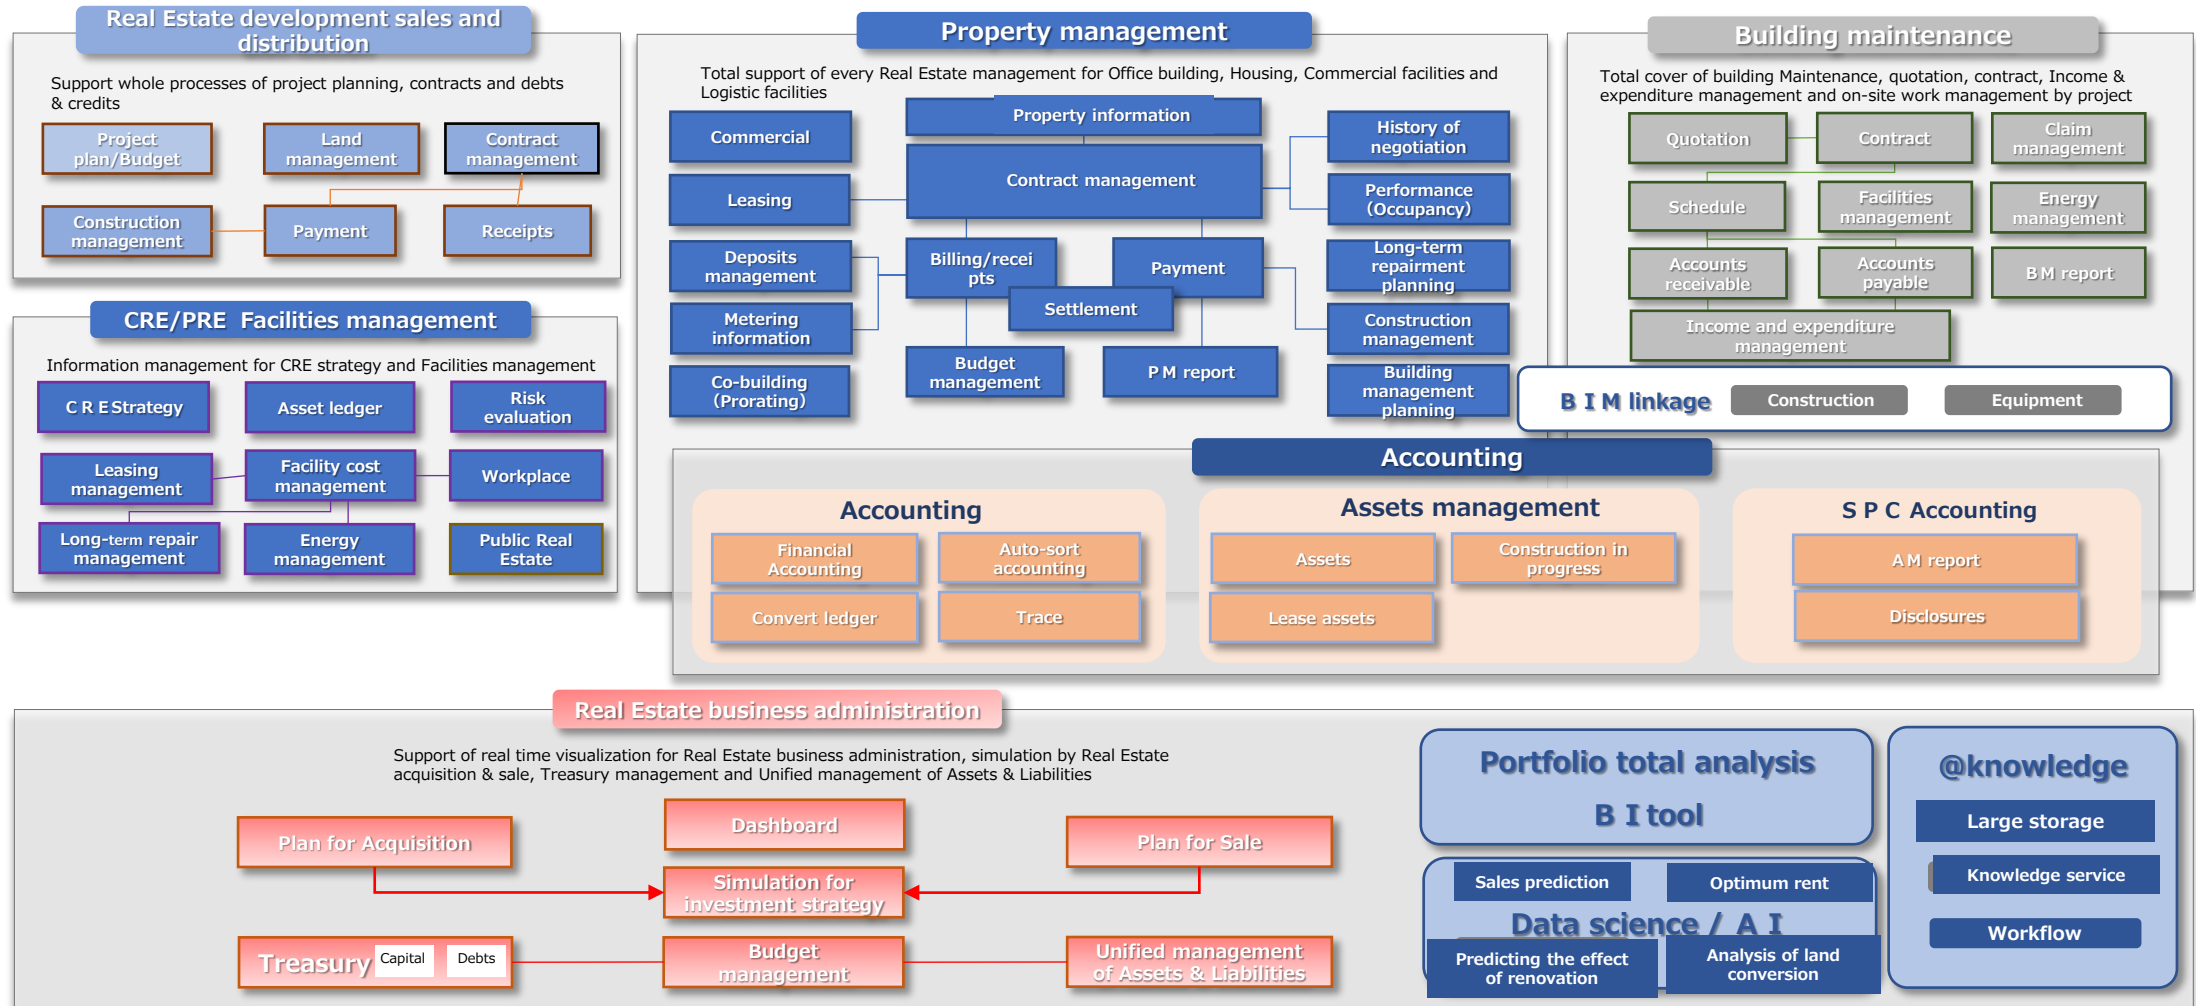 Real Estate development sales and
distribution
Support whole processes of project planning, contracts and debts
& credits
Project
plan/Budget
Land
management
Contract
management
Construction
management
Payment
Receipts
CRE/PRE Facilities management
Information management for CRE strategy and Facilities management
C R E Strategy
Asset ledger
Risk
evaluation
Leasing
management
Facility cost
management
Workplace
Long-term repair
management
Energy
management
Public Real
Estate
Property management
Total support of every Real Estate management for Office building, Housing, Commercial facilities and
Logistic facilities
Commercial
Property information
History of
negotiation
Contract management
Leasing
Performance
(Occupancy)
Deposits
management
Billing/recei
pts
Payment
Long-term
repairment
planning
Settlement
Metering
information
Construction
management
Budget
management
P M report
Co-building
(Prorating)
Building
management
planning
Building maintenance
Total cover of building Maintenance, quotation, contract, Income &
expenditure management and on-site work management by project
Quotation
Contract
Claim
management
Schedule
Facilities
management
Energy
management
Accounts
receivable
Accounts
payable
B M report
Income and expenditure
management
B I M linkage
Construction
Equipment
Accounting
Accounting
Financial
Accounting
Auto-sort
accounting
Convert ledger
Trace
Assets management
Assets
Construction in
progress
Lease assets
S P C Accounting
A M report
Disclosures
Real Estate business administration
Support of real time visualization for Real Estate business administration, simulation by Real Estate
acquisition & sale, Treasury management and Unified management of Assets & Liabilities
Plan for Acquisition
Dashboard
Plan for Sale
Simulation for
investment strategy
Treasury
Capital
Debts
Budget
management
Unified management
of Assets & Liabilities
Portfolio total analysis
B I tool
Sales prediction
Optimum rent
Data science / A I
Predicting the effect
of renovation
Analysis of land
conversion
@knowledge
Large storage
Knowledge service
Workflow